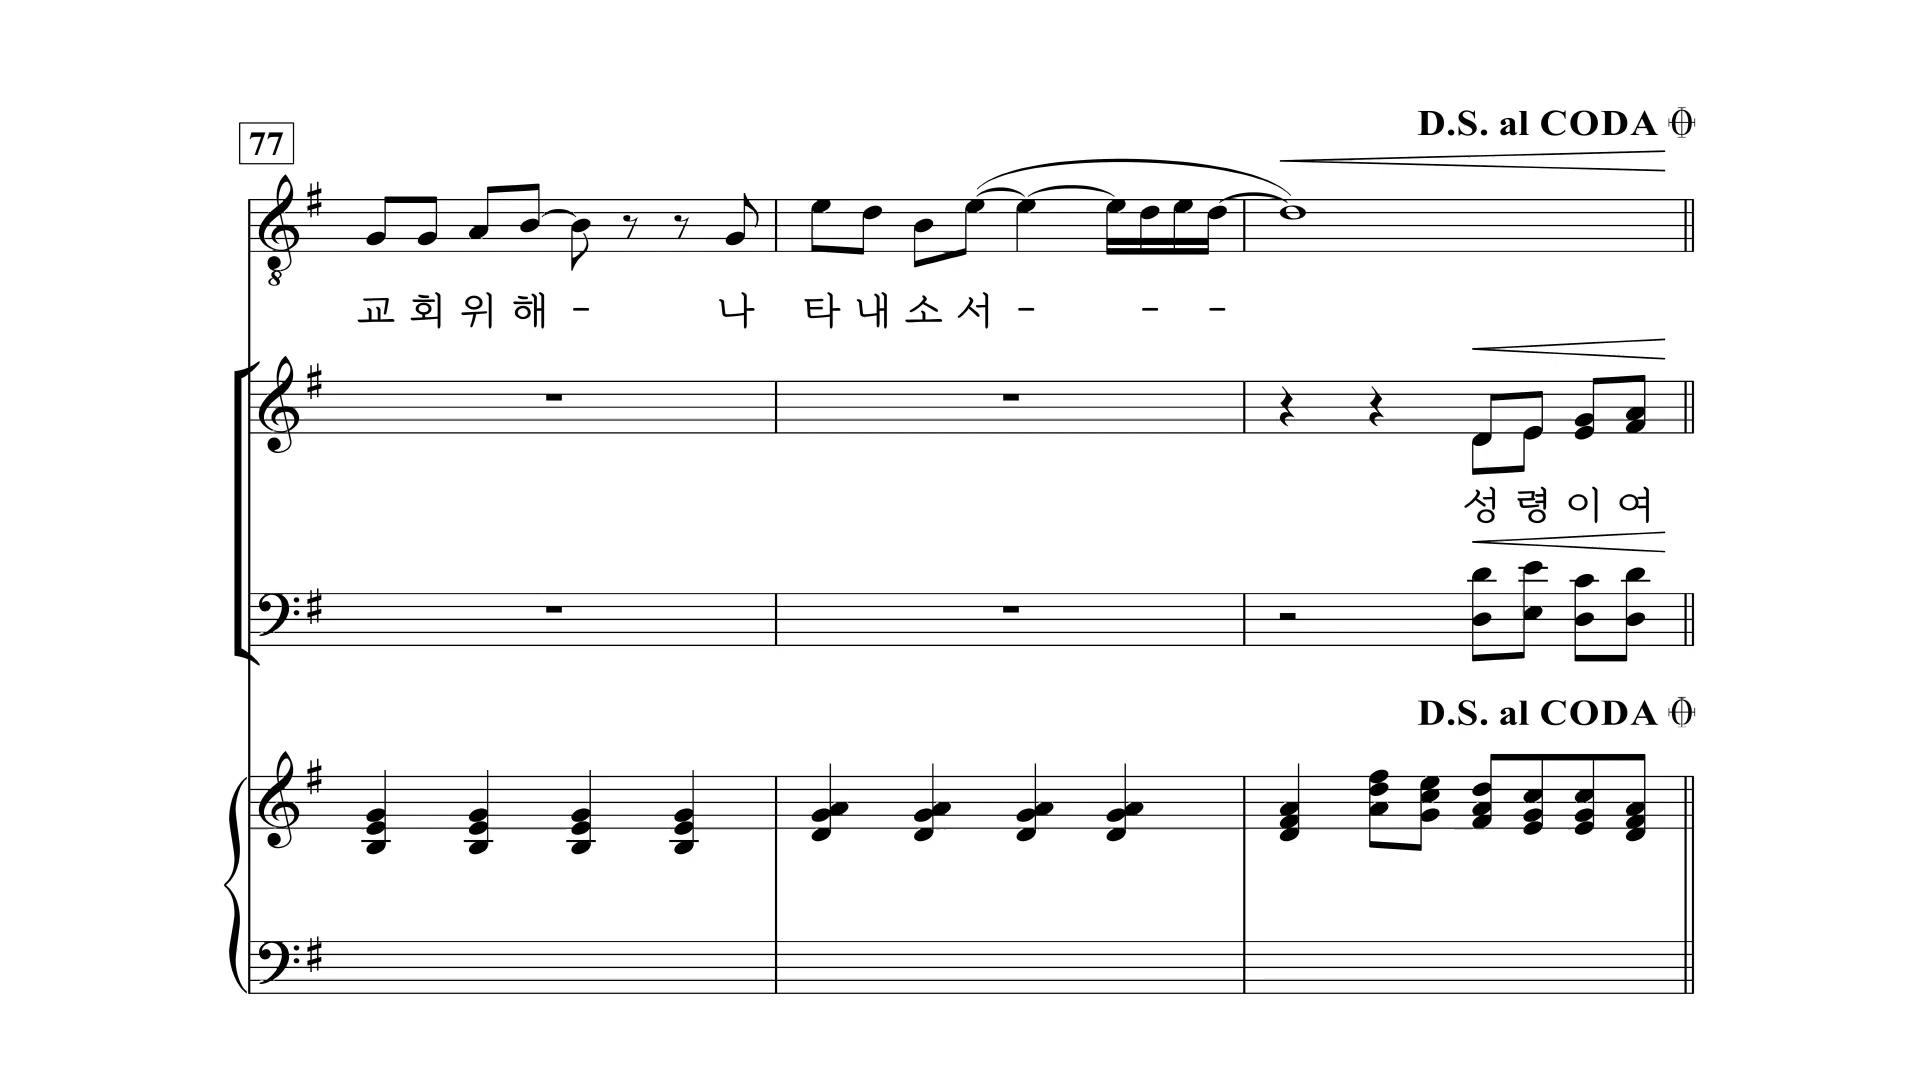 D.S. al CODA
77
교 회 위 해 - 나 타 내 소 서 - - -
성 령 이 여
D.S. al CODA